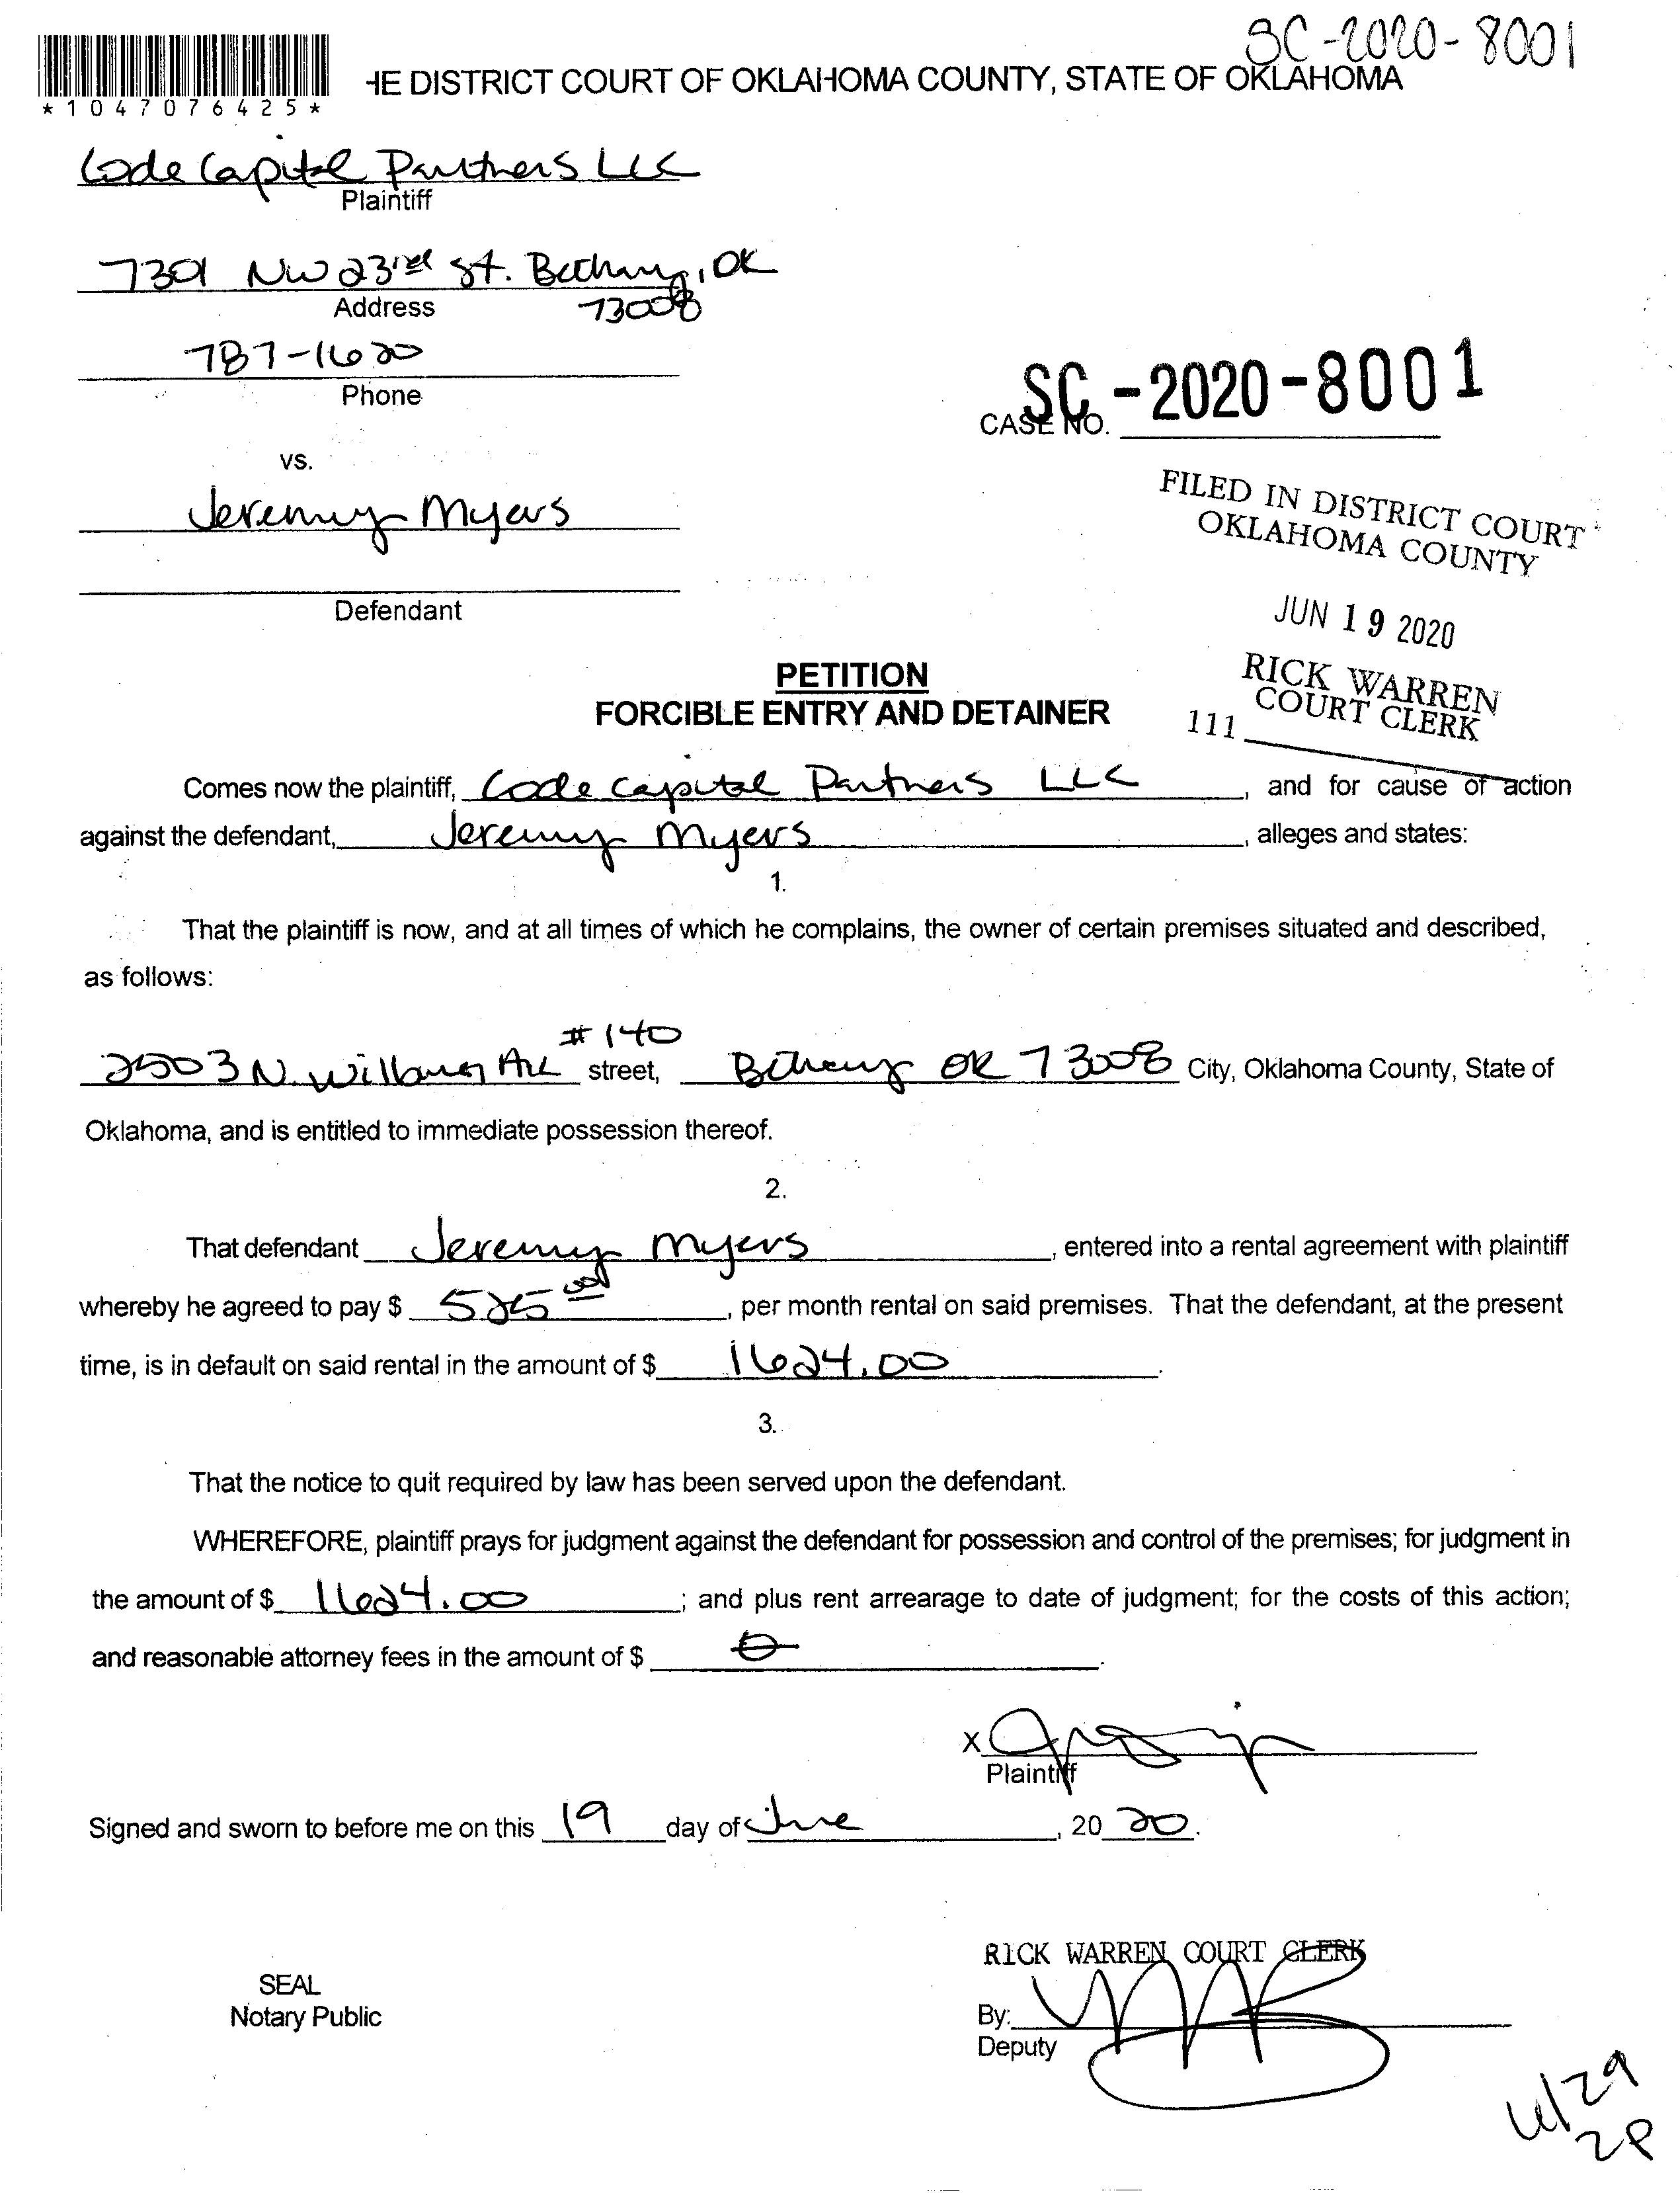 SC-2020-8001
HE DISTRICT COURT OF OKLAHOMA COUNTY, STATE OF OKLAHOMA
*1047076425*
Code Capital Partners LLC
Plaintiff
7301 NW 23rd St. Bethany, OK
Address 73008
787-1620
Phone
SC-2020-8001
CASE NO.
vs.
Jeremy Myers
Defendant
FILED IN DISTRICT COURT
OKLAHOMA COUNTY
JUN 19 2020
RICK WARREN
COURT CLERK
111
PETITION
FORCIBLE ENTRY AND DETAINER
Comes now the plaintiff, Code Capital Partners LLC, and for cause of action
against the defendant, Jeremy Myers, alleges and states:
1.
That the plaintiff is now, and at all times of which he complains, the owner of certain premises situated and described,
as follows:
#140
2503 N. Willbur Ave street, Bethany OK 73008 City, Oklahoma County, State of
Oklahoma, and is entitled to immediate possession thereof.
2.
That defendant Jeremy Myers, entered into a rental agreement with plaintiff
whereby he agreed to pay $ 525 00, per month rental on said premises. That the defendant, at the present
time, is in default on said rental in the amount of $ 1624.00.
3.
That the notice to quit required by law has been served upon the defendant.
WHEREFORE, plaintiff prays for judgment against the defendant for possession and control of the premises; for judgment in
the amount of $ 1624.00; and plus rent arrearage to date of judgment; for the costs of this action;
and reasonable attorney fees in the amount of $ 0.
X
Plaintiff
Signed and sworn to before me on this 19 day of June, 20 20.
RICK WARREN COURT CLERK
SEAL
Notary Public
By:
Deputy
6/29
2P